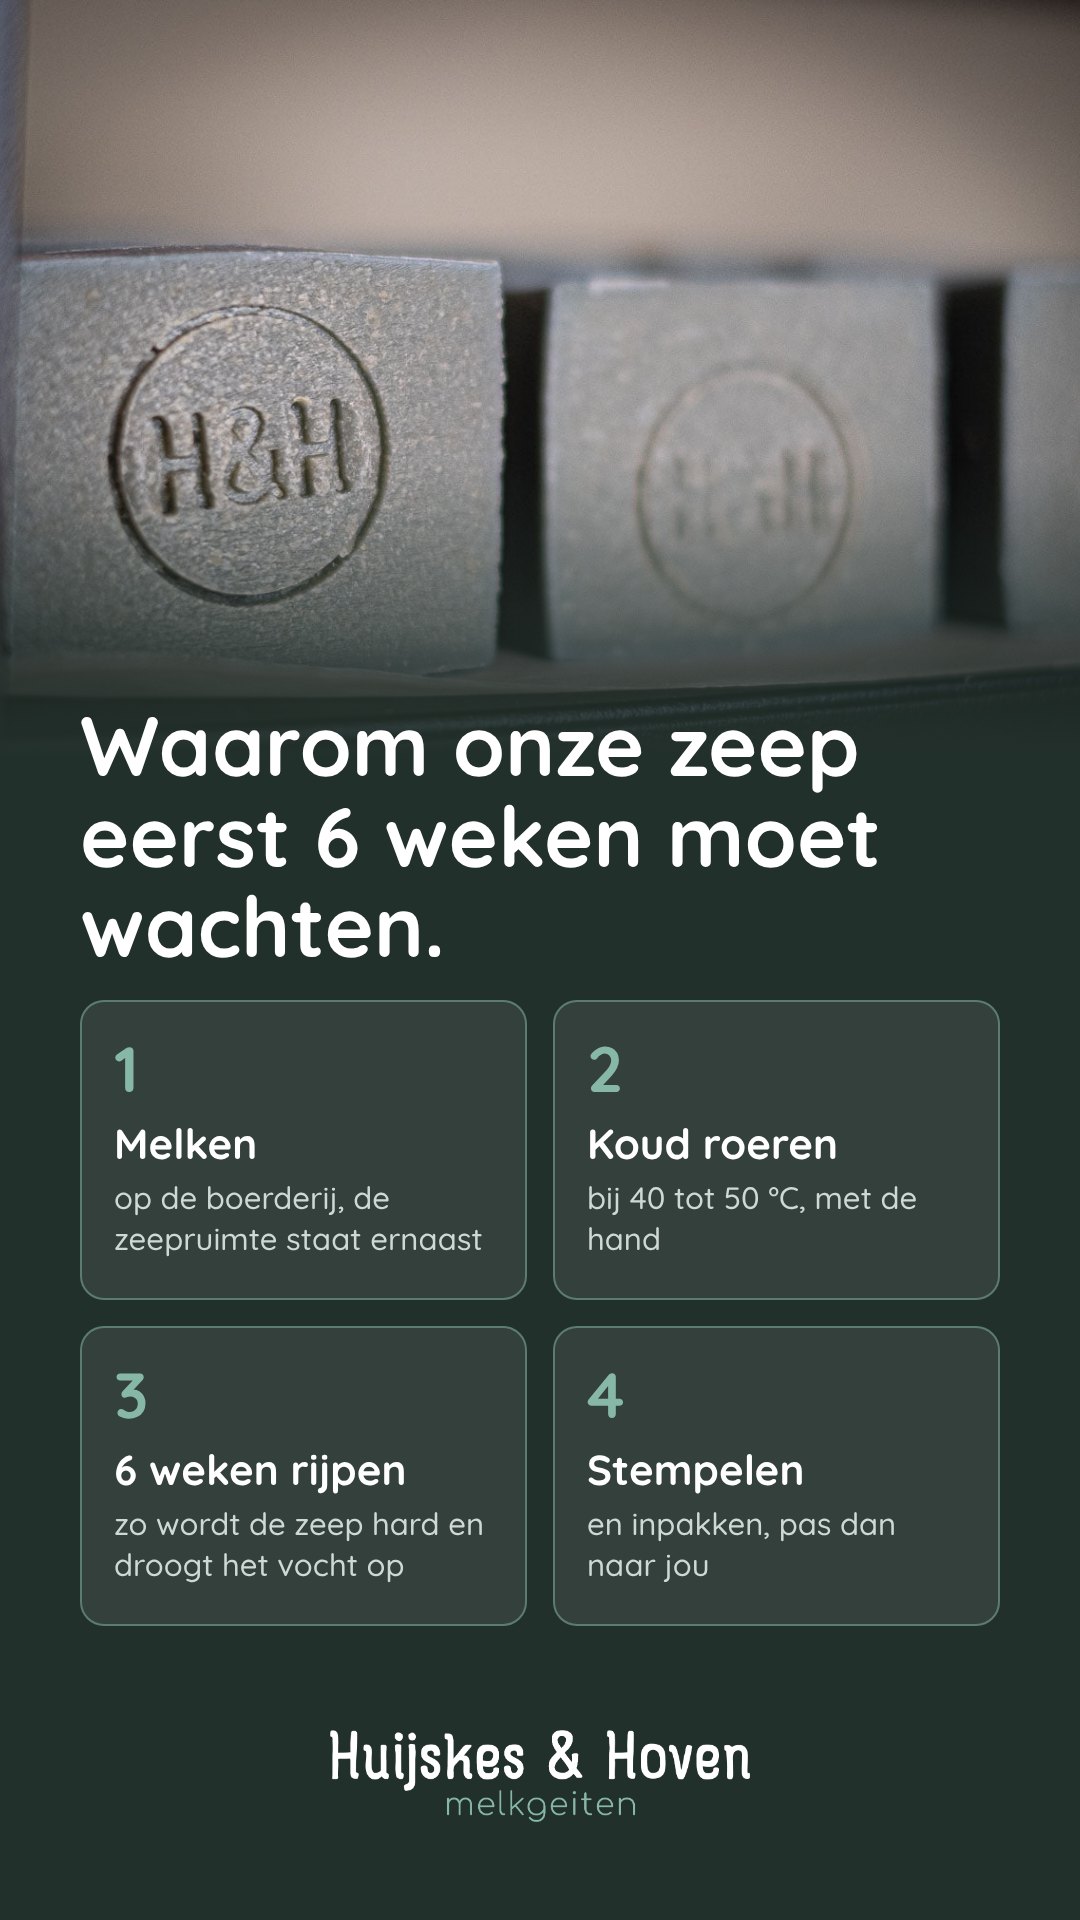 H&H
Waarom onze zeep
eerst 6 weken moet
wachten.
1
Melken
op de boerderij, de
zeepruimte staat ernaast
2
Koud roeren
bij 40 tot 50 °C, met de
hand
3
6 weken rijpen
zo wordt de zeep hard en
droogt het vocht op
4
Stempelen
en inpakken, pas dan
naar jou
Huijskes & Hoven
melkgeiten